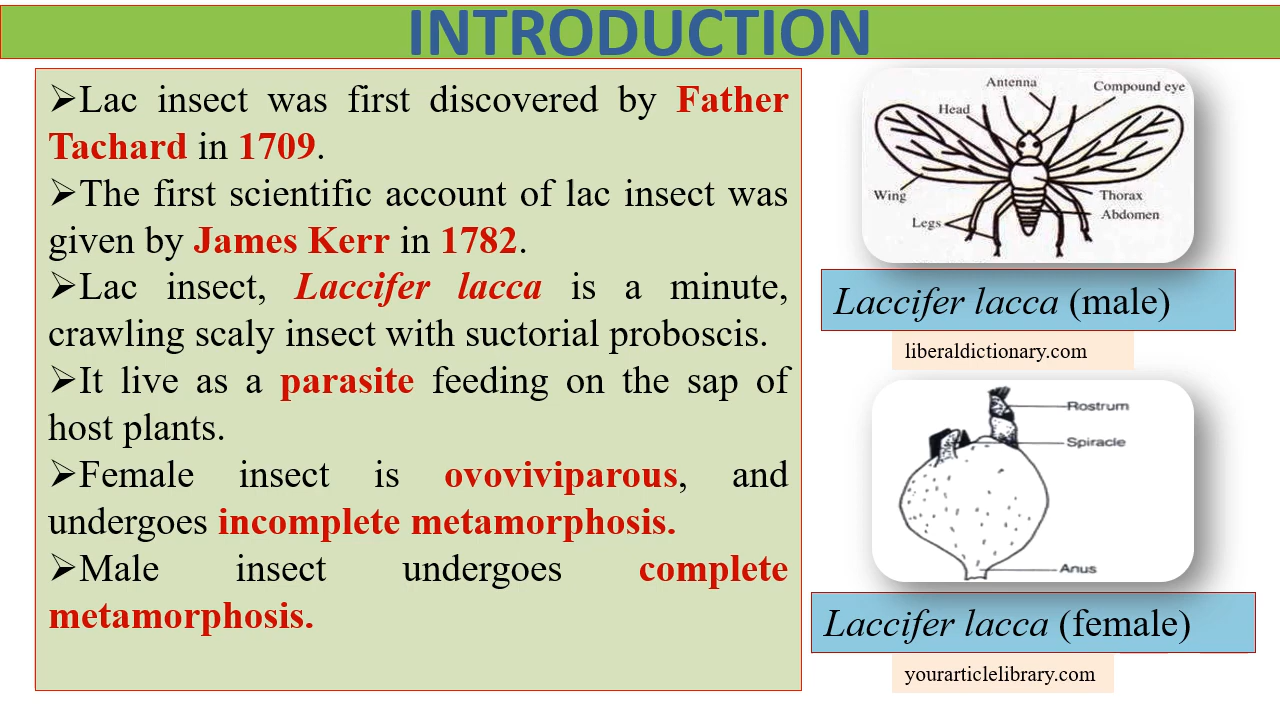 INTRODUCTION
➢Lac insect was first discovered by Father
Tachard in 1709.
➢The first scientific account of lac insect was
given by James Kerr in 1782.
➢Lac insect, Laccifer lacca is a minute,
crawling scaly insect with suctorial proboscis.
➢It live as a parasite feeding on the sap of
host plants.
➢Female insect is ovoviviparous, and
undergoes incomplete metamorphosis.
➢Male insect undergoes complete
metamorphosis.
Antenna
Compound eye
Head
Wing
Thorax
Legs
Abdomen
Laccifer lacca (male)
liberaldictionary.com
Rostrum
Spiracle
Anus
Laccifer lacca (female)
yourarticlelibrary.com